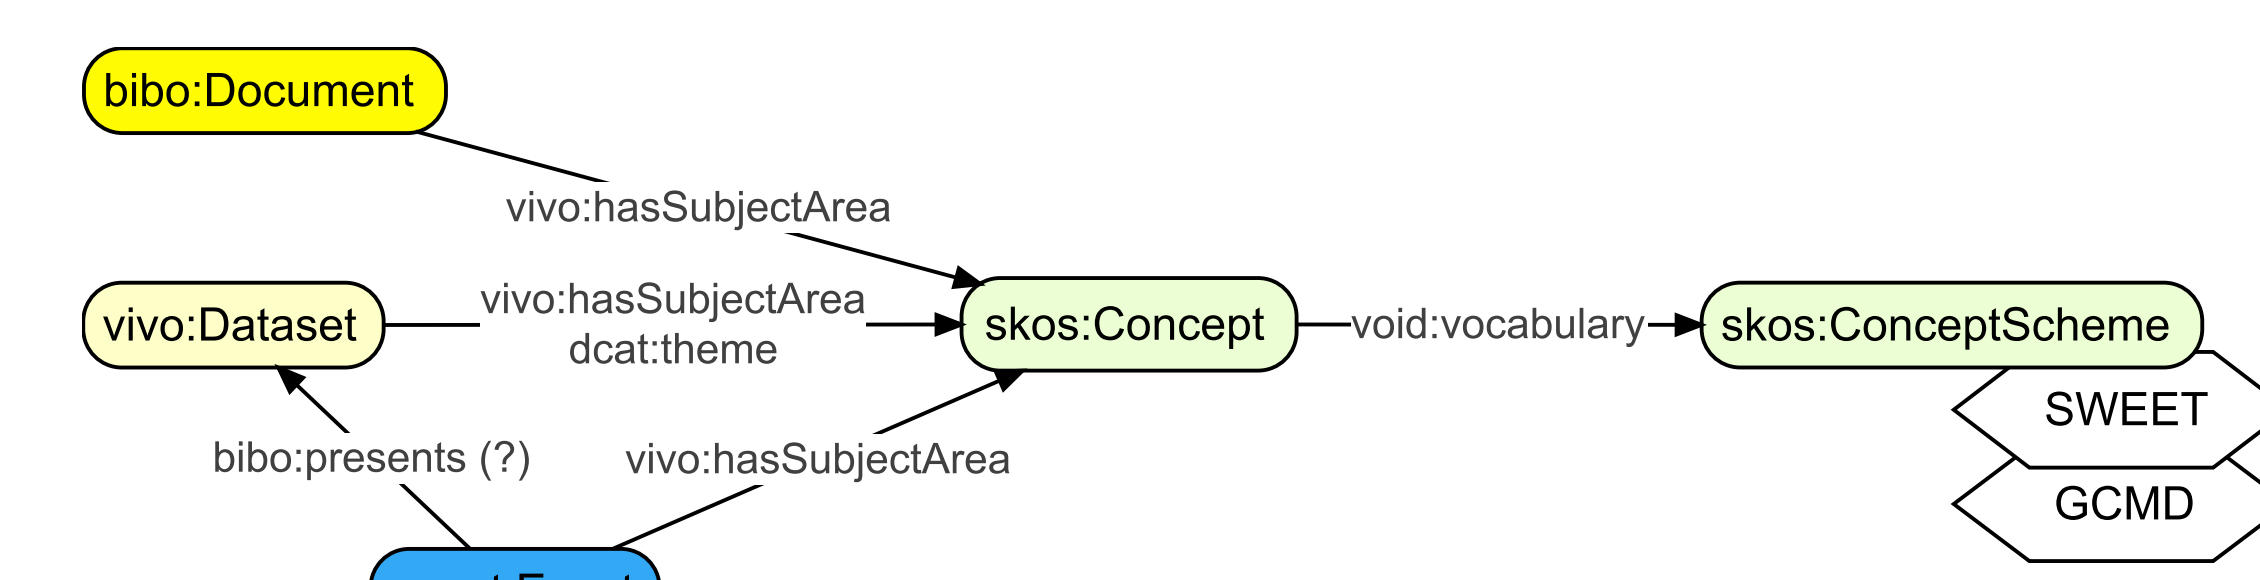 bibo:Document
vivo:hasSubjectArea
vivo:hasSubjectArea
vivo:Dataset
skos:Concept
void:vocabulary
skos:ConceptScheme
dcat:theme
SWEET
bibo:presents (?)
vivo:hasSubjectArea
GCMD